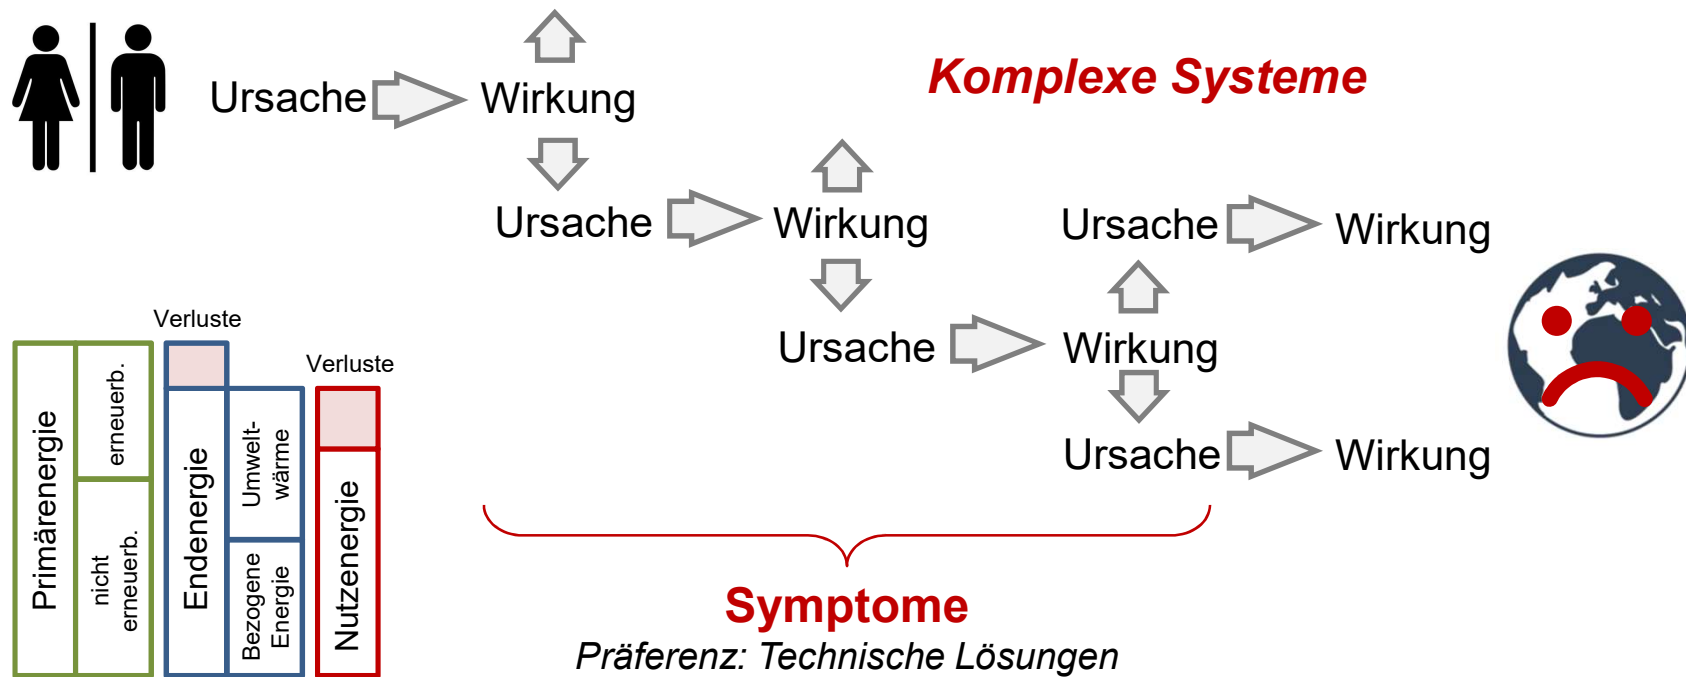 Komplexe Systeme
Ursache Wirkung
Ursache Wirkung Ursache Wirkung
Ursache Wirkung
Ursache Wirkung
Verluste
Verluste
Primärenergie
erneuerb.
nicht
erneuerb.
Endenergie
Umwelt-
wärme
Bezogene
Energie
Nutzenergie
Symptome
Präferenz: Technische Lösungen